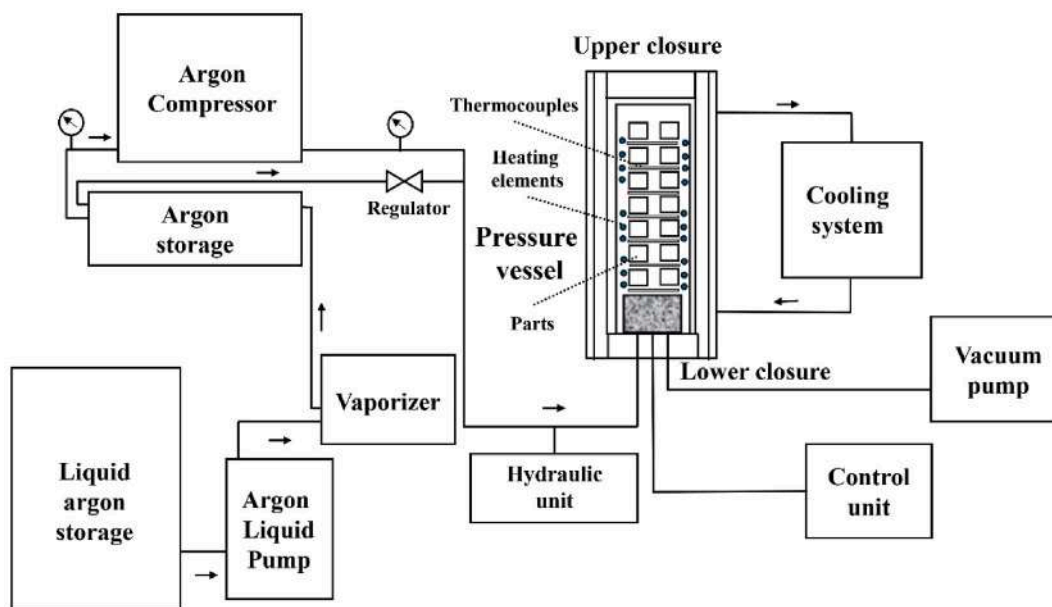 Upper closure
Argon
Compressor
Thermocouples
Heating
elements
Cooling
system
Regulator
Argon
storage
Pressure
vessel
Parts
Vaporizer
Lower closure
Vacuum
pump
Liquid
argon
storage
Argon
Liquid
Pump
Hydraulic
unit
Control
unit